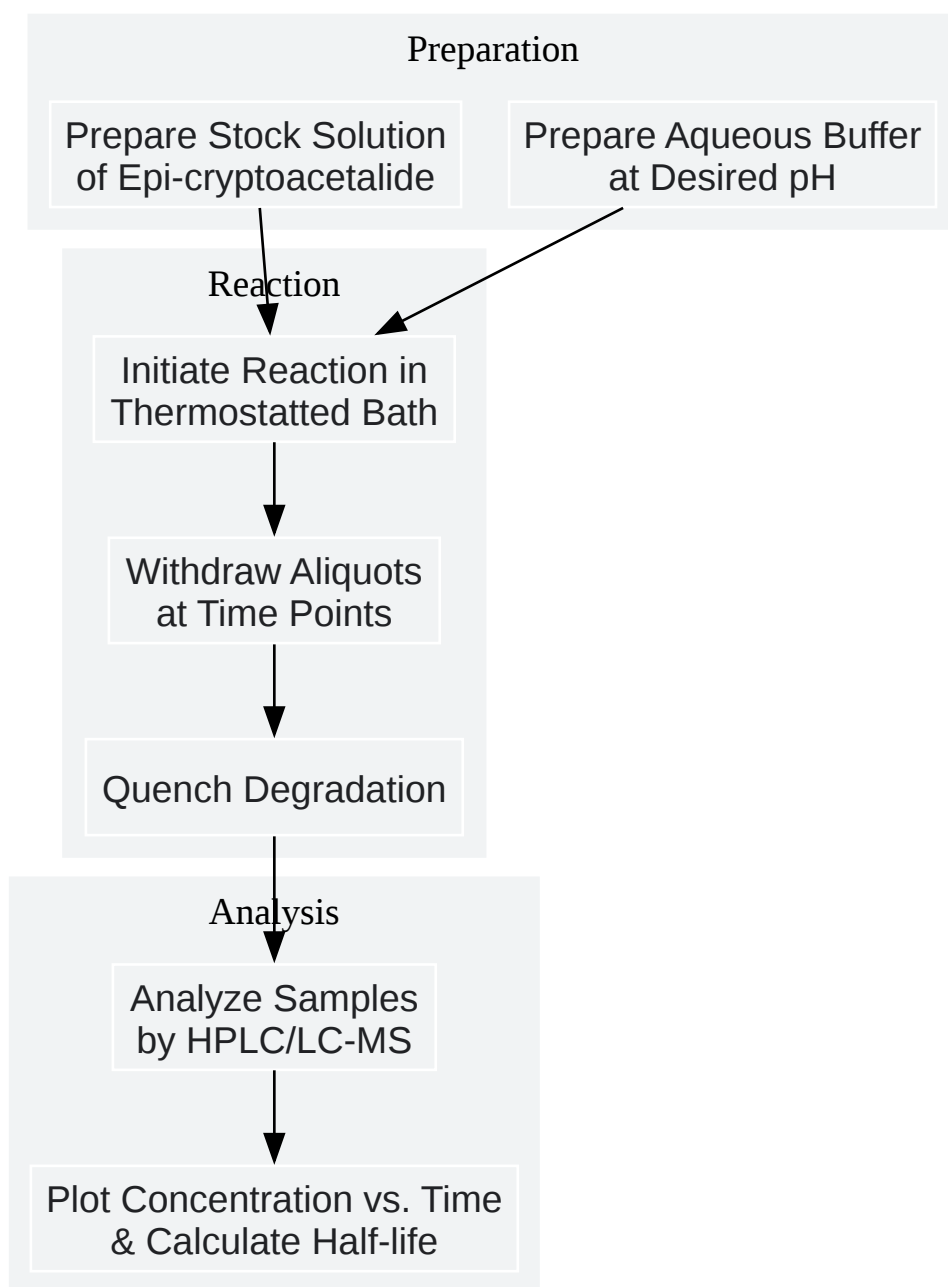 Preparation
Prepare Stock Solution
of Epi-cryptoacetalide
Prepare Aqueous Buffer
at Desired pH
Reaction
Initiate Reaction in
Thermostatted Bath
Withdraw Aliquots
at Time Points
Quench Degradation
Analysis
Analyze Samples
by HPLC/LC-MS
Plot Concentration vs. Time
& Calculate Half-life